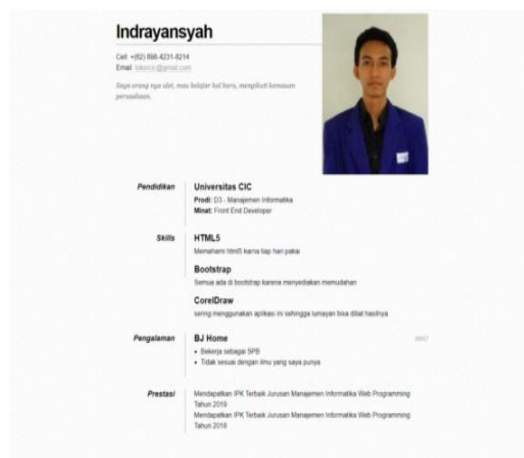 Indrayansyah
Cell: +(62) 898-4231-8214
Email:
Saya orang nya ulet, mau belajar hal baru, mengikuti kemauan
perusahaan.
Pendidikan
Universitas CIC
Prodi: D3 - Manajemen Informatika
Minat: Front End Developer
Skills
HTML5
Memahami html5 karna tiap hari pakai
Bootstrap
Semua ada di bootstrap karena menyediakan memudahan
CorelDraw
sering menggunakan aplikasi ini sehingga lumayan bisa diliat hasilnya
Pengalaman
BJ Home
• Bekerja sebagai SPB
• Tidak sesuai dengan ilmu yang saya punya
Prestasi
Mendapatkan IPK Terbaik Jurusan Manajemen Informatika Web Programming
Tahun 2019
Mendapatkan IPK Terbaik Jurusan Manajemen Informatika Web Programming
Tahun 2018